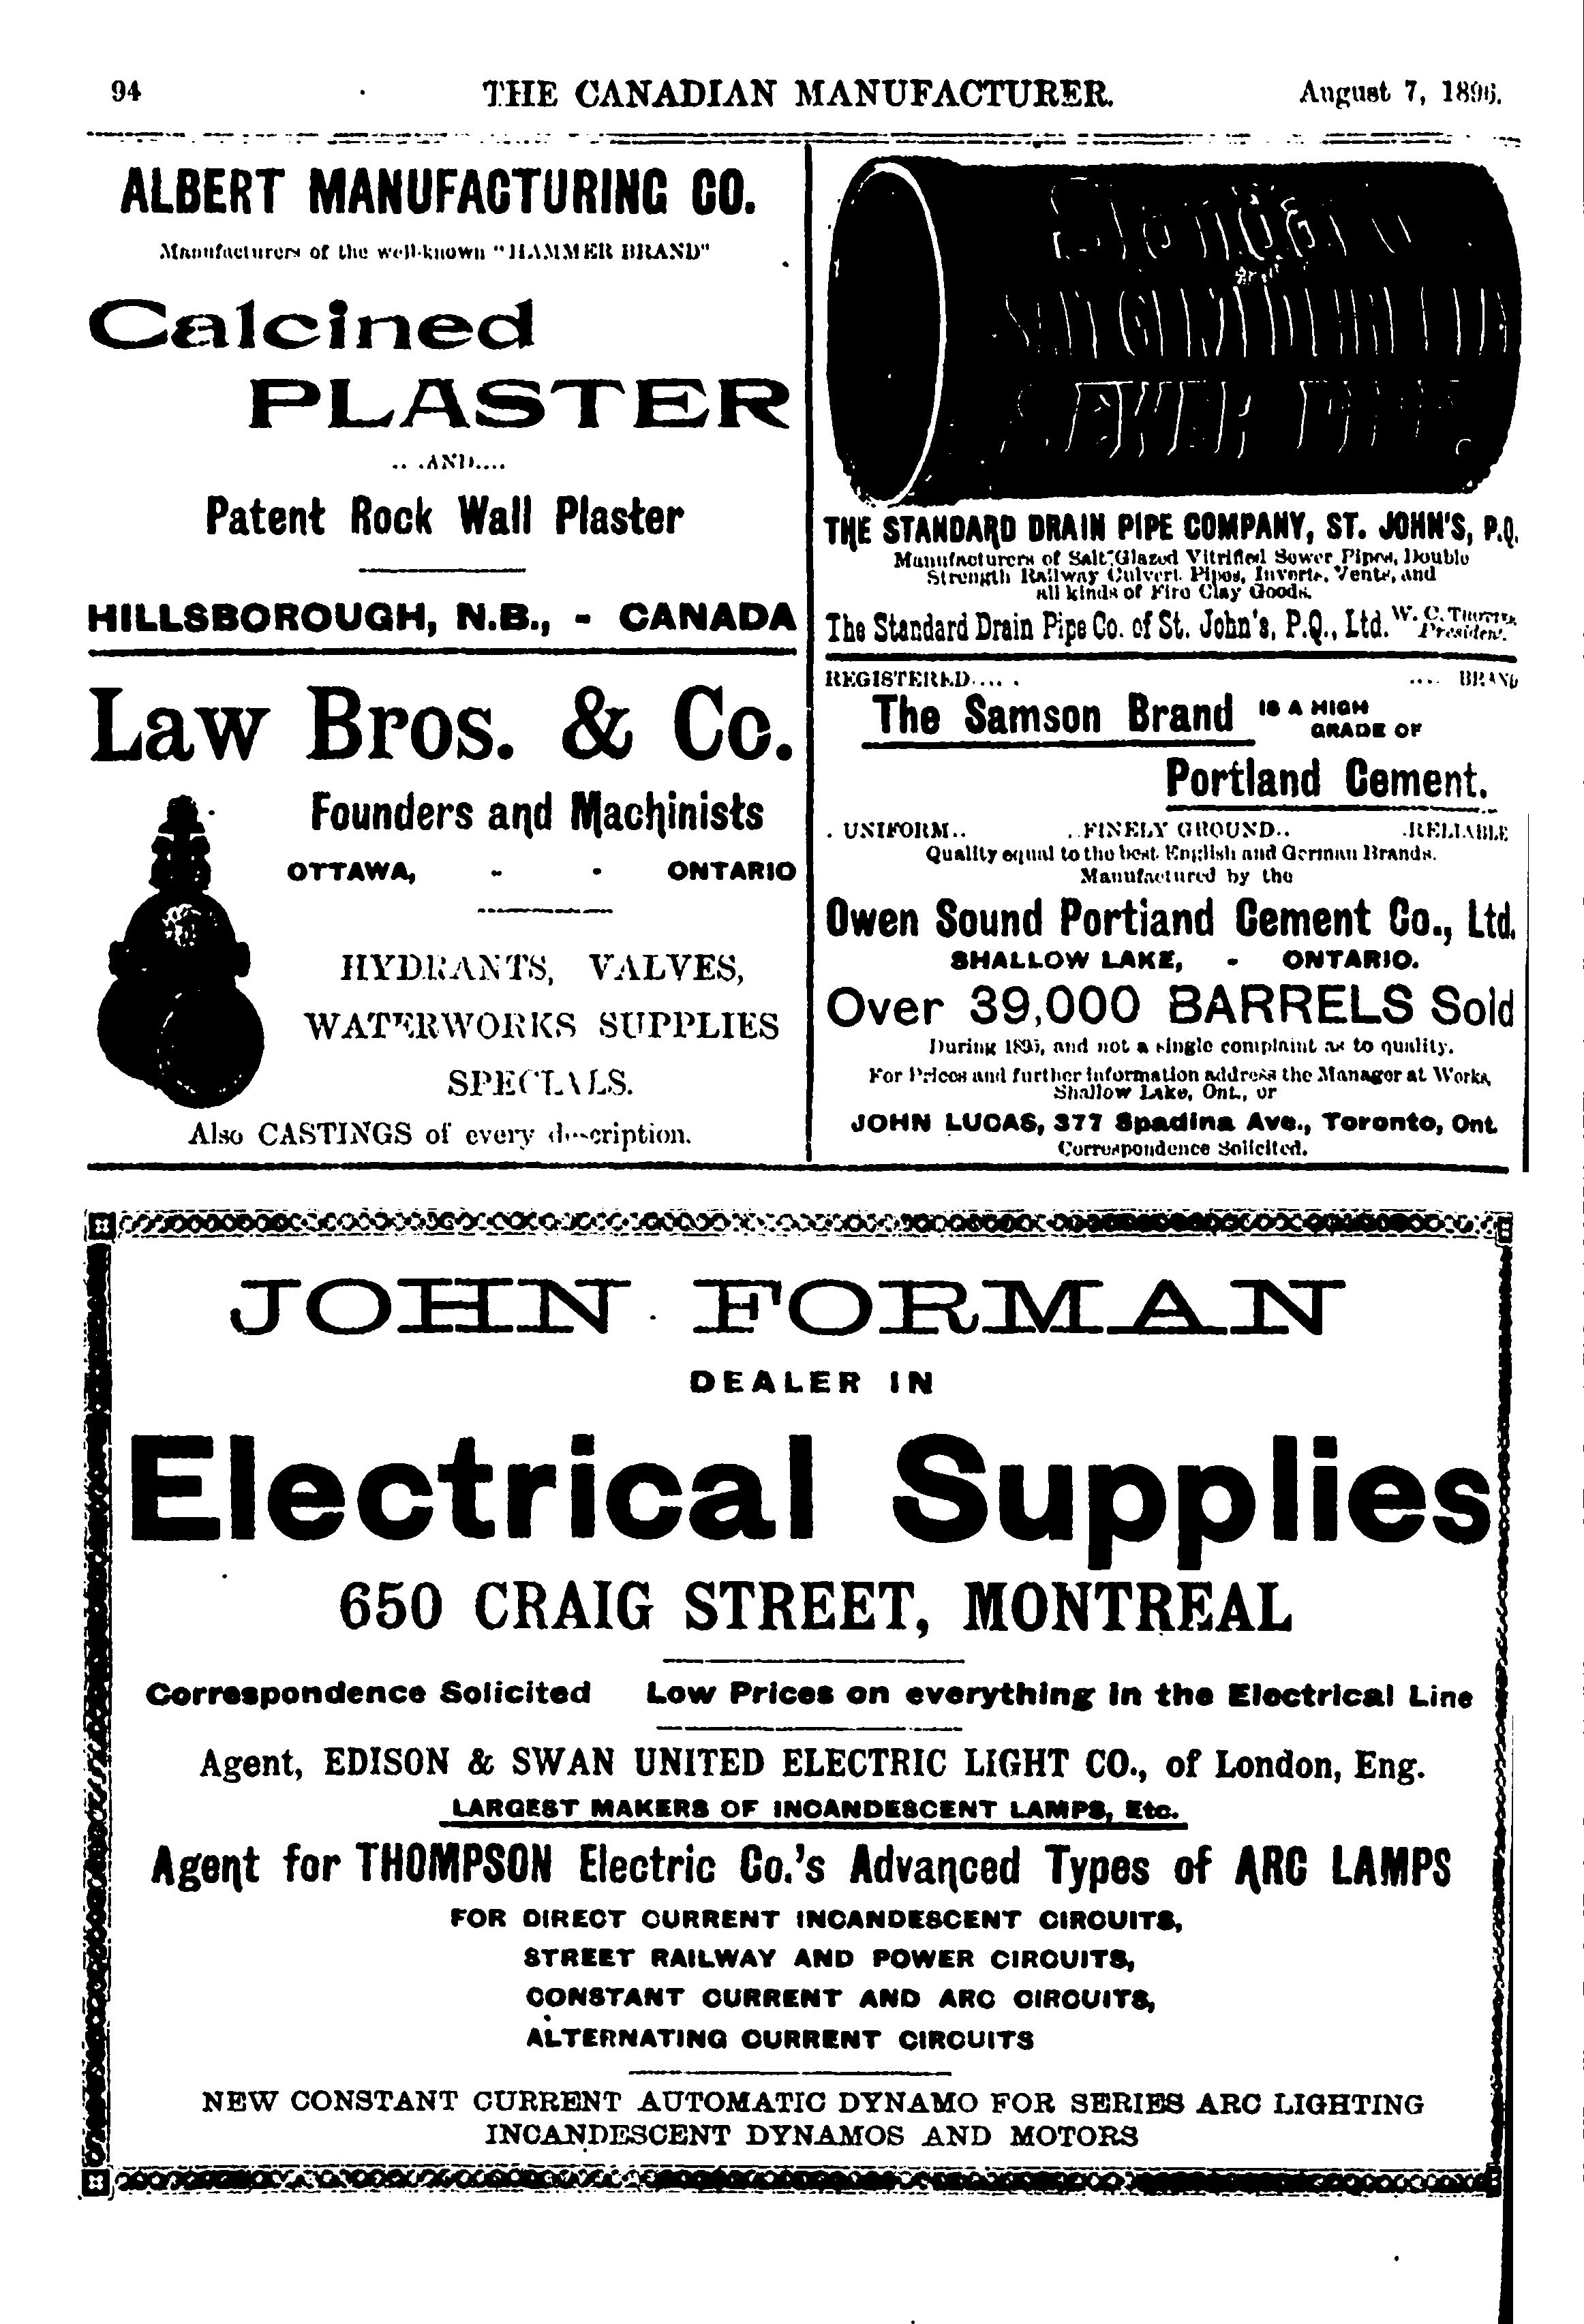 94 THE CANADIAN MANUFACTURER. August 7, 1896.
ALBERT MANUFACTURING CO.
Manufacturers of the well-known "HAMMER BRAND"
Calcined
PLASTER
.. .AND....
Patent Rock Wall Plaster
HILLSBOROUGH, N.B., - CANADA
Law Bros. & Co.
Founders and Machinists
OTTAWA, - - ONTARIO
HYDRANTS, VALVES,
WATERWORKS SUPPLIES
SPECIALS.
Also CASTINGS of every description.
Standard
SALT GLAZED
SEWER PIPE.
THE STANDARD DRAIN PIPE COMPANY, ST. JOHN'S, P.Q.
Manufacturers of Salt-Glazed Vitrified Sewer Pipes, Double
Strength Railway Culvert Pipes, Inverts, Vents, and
all kinds of Fire Clay Goods.
The Standard Drain Pipe Co. of St. John's, P.Q., Ltd. W. C. President.
REGISTERED.... . .... BRAND
The Samson Brand IS A HIGH
GRADE OF
Portland Cement.
. UNIFORM.. ..FINELY GROUND.. .RELIABLE
Quality equal to the best English and German Brands.
Manufactured by the
Owen Sound Portland Cement Co., Ltd.
SHALLOW LAKE, - ONTARIO.
Over 39,000 BARRELS Sold
During 1895, and not a single complaint as to quality.
For Prices and further information address the Manager at Works,
Shallow Lake, Ont., or
JOHN LUCAS, 377 Spadina Ave., Toronto, Ont.
Correspondence Solicited.
JOHN FORMAN
DEALER IN
Electrical Supplies
650 CRAIG STREET, MONTREAL
Correspondence Solicited Low Prices on everything in the Electrical Line
Agent, EDISON & SWAN UNITED ELECTRIC LIGHT CO., of London, Eng.
LARGEST MAKERS OF INCANDESCENT LAMPS, Etc.
Agent for THOMPSON Electric Co.'s Advanced Types of ARC LAMPS
FOR DIRECT CURRENT INCANDESCENT CIRCUITS,
STREET RAILWAY AND POWER CIRCUITS,
CONSTANT CURRENT AND ARC CIRCUITS,
ALTERNATING CURRENT CIRCUITS
NEW CONSTANT CURRENT AUTOMATIC DYNAMO FOR SERIES ARC LIGHTING
INCANDESCENT DYNAMOS AND MOTORS